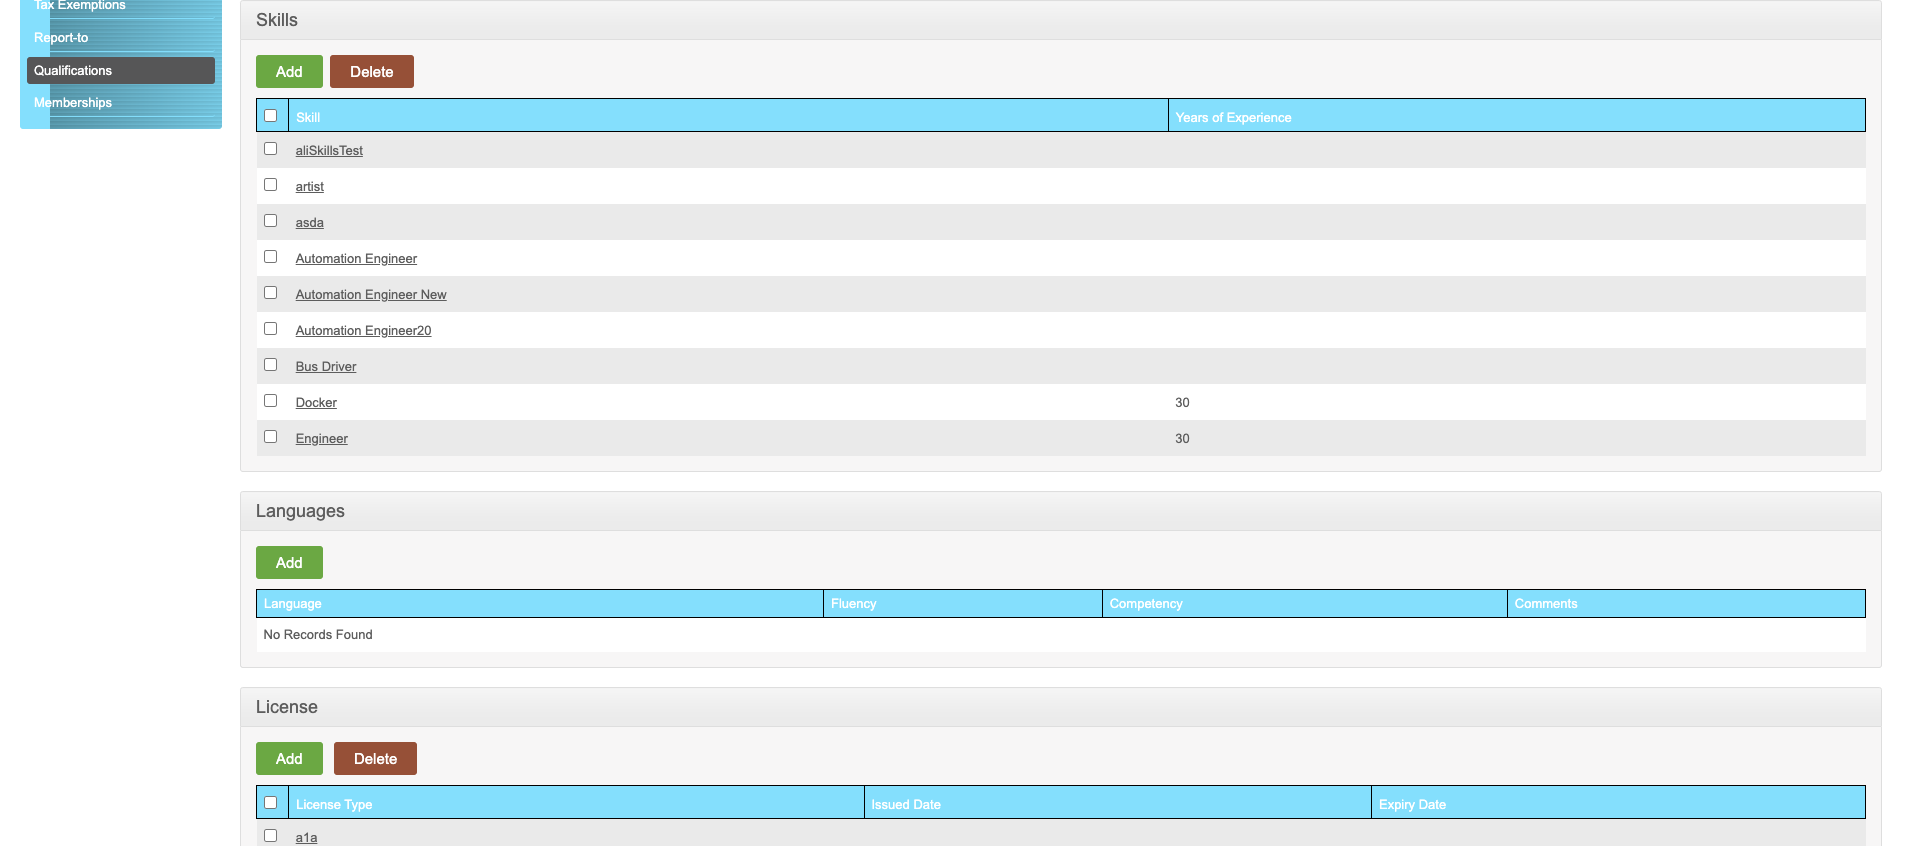 Tax Exemptions
Report-to
Qualifications
Memberships
Skills
Add Delete
Skill Years of Experience
aliSkillsTest
artist
asda
Automation Engineer
Automation Engineer New
Automation Engineer20
Bus Driver
Docker 30
Engineer 30
Languages
Add
Language Fluency Competency Comments
No Records Found
License
Add Delete
License Type Issued Date Expiry Date
a1a